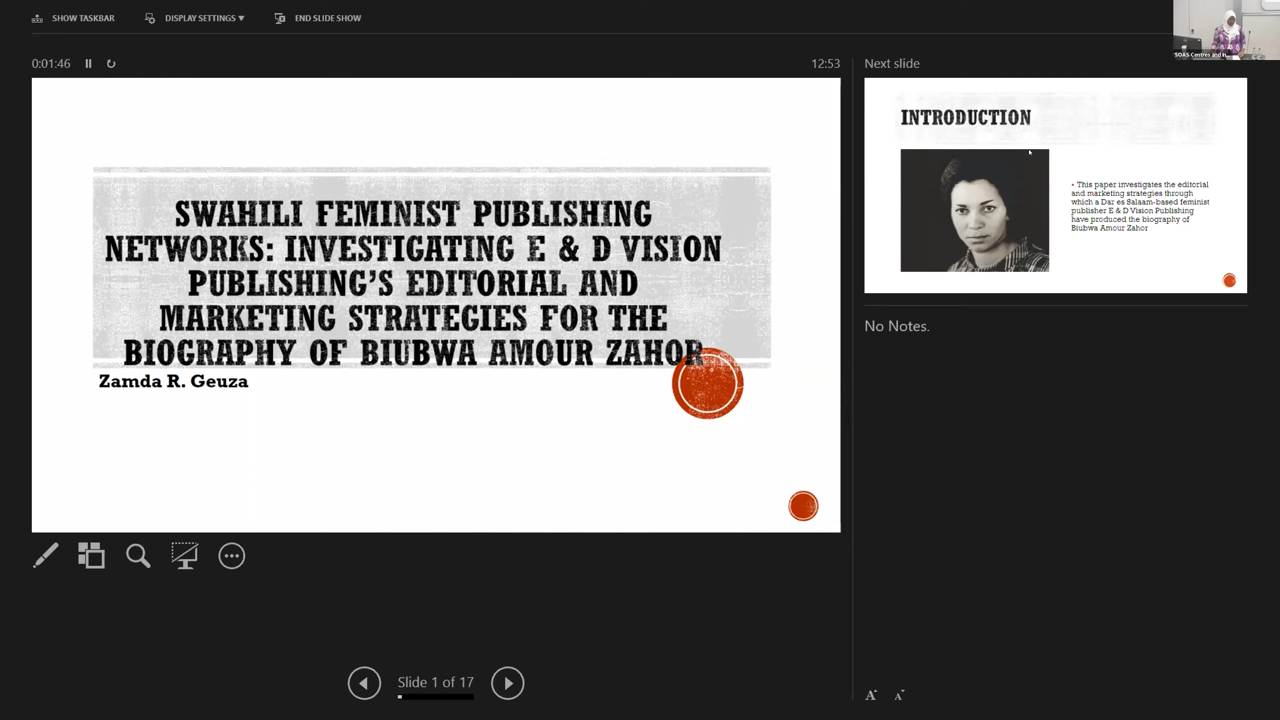 SHOW TASKBAR
DISPLAY SETTINGS ▼
END SLIDE SHOW
0:01:46
12:53
SWAHILI FEMINIST PUBLISHING
NETWORKS: INVESTIGATING E & D VISION
PUBLISHING'S EDITORIAL AND
MARKETING STRATEGIES FOR THE
BIOGRAPHY OF BIUBWA AMOUR ZAHOR
Zamda R. Geuza
Slide 1 of 17
Next slide
INTRODUCTION
This paper investigates the editorial
and marketing strategies through
which a Dar es Salaam-based feminist
publisher E & D Vision Publishing
have produced the biography of
Biubwa Amour Zahor
No Notes.
A A
SOAS Centres and